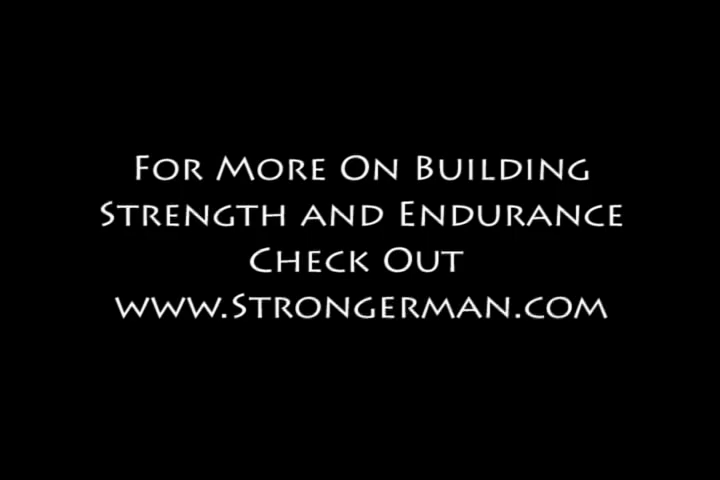 For More On Building
Strength and Endurance
Check Out
www.Strongerman.com